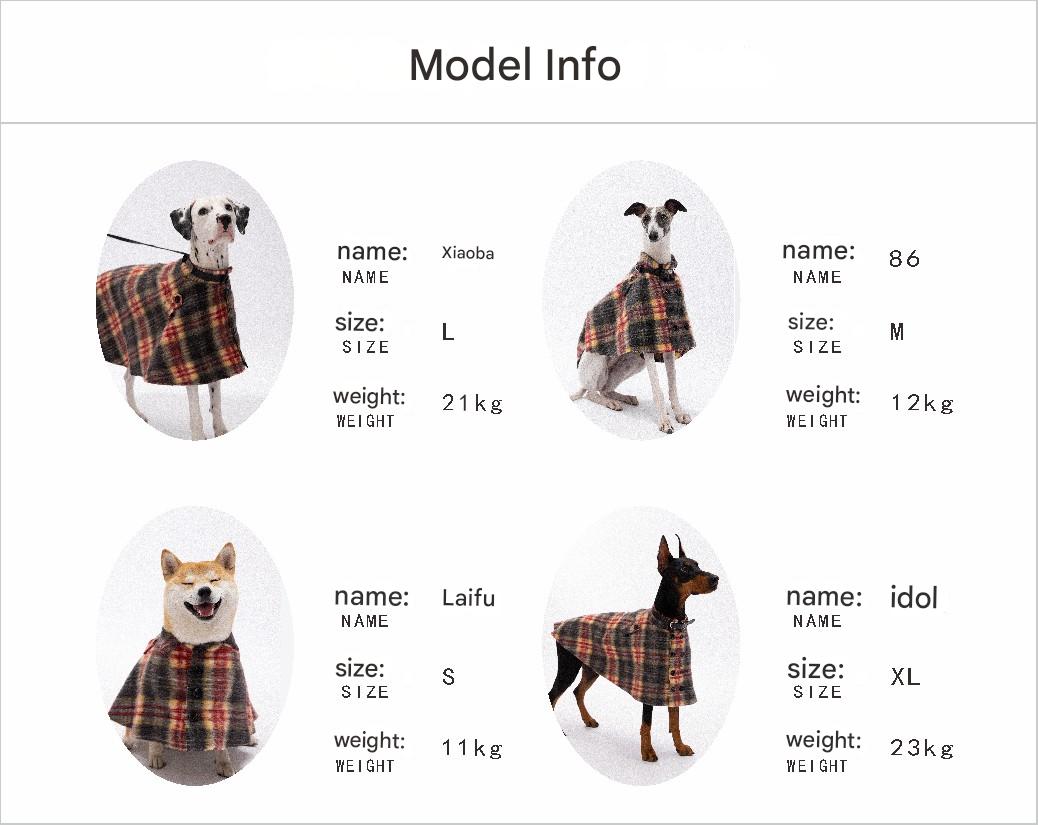 Model Info
name: Xiaoba
NAME
size: L
SIZE
weight: 21kg
WEIGHT
name: 86
NAME
size: M
SIZE
weight: 12kg
WEIGHT
name: Laifu
NAME
size: S
SIZE
weight: 11kg
WEIGHT
name: idol
NAME
size: XL
SIZE
weight: 23kg
WEIGHT